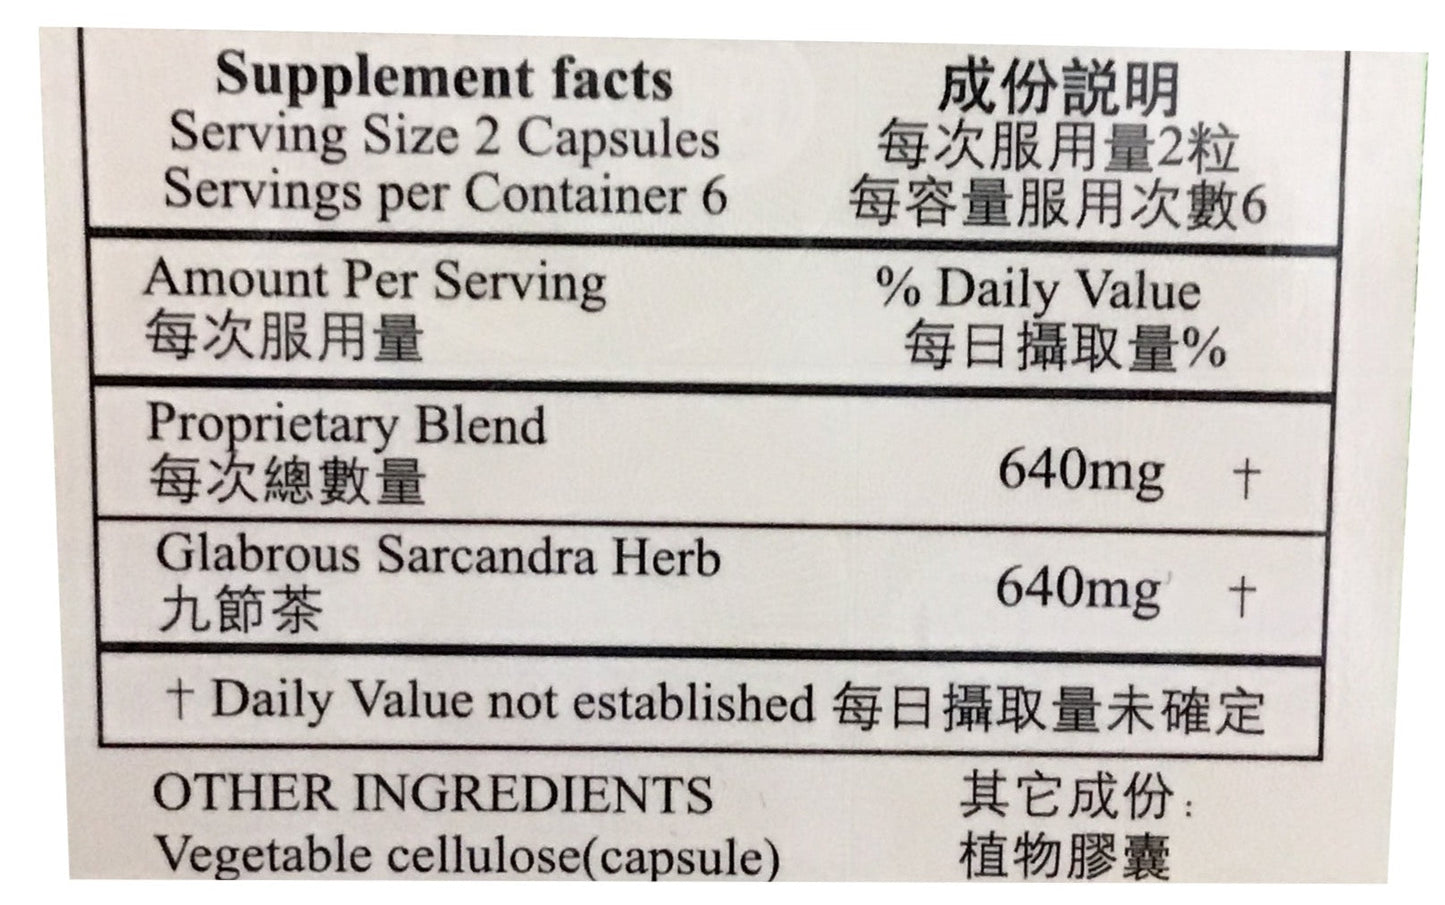 Supplement facts 成份説明
Serving Size 2 Capsules 每次服用量2粒
Servings per Container 6 每容量服用次數6
Amount Per Serving % Daily Value
每次服用量 每日攝取量%
Proprietary Blend
每次總數量 640mg †
Glabrous Sarcandra Herb
九節茶 640mg †
† Daily Value not established 每日攝取量未確定
OTHER INGREDIENTS 其它成份：
Vegetable cellulose(capsule) 植物膠囊